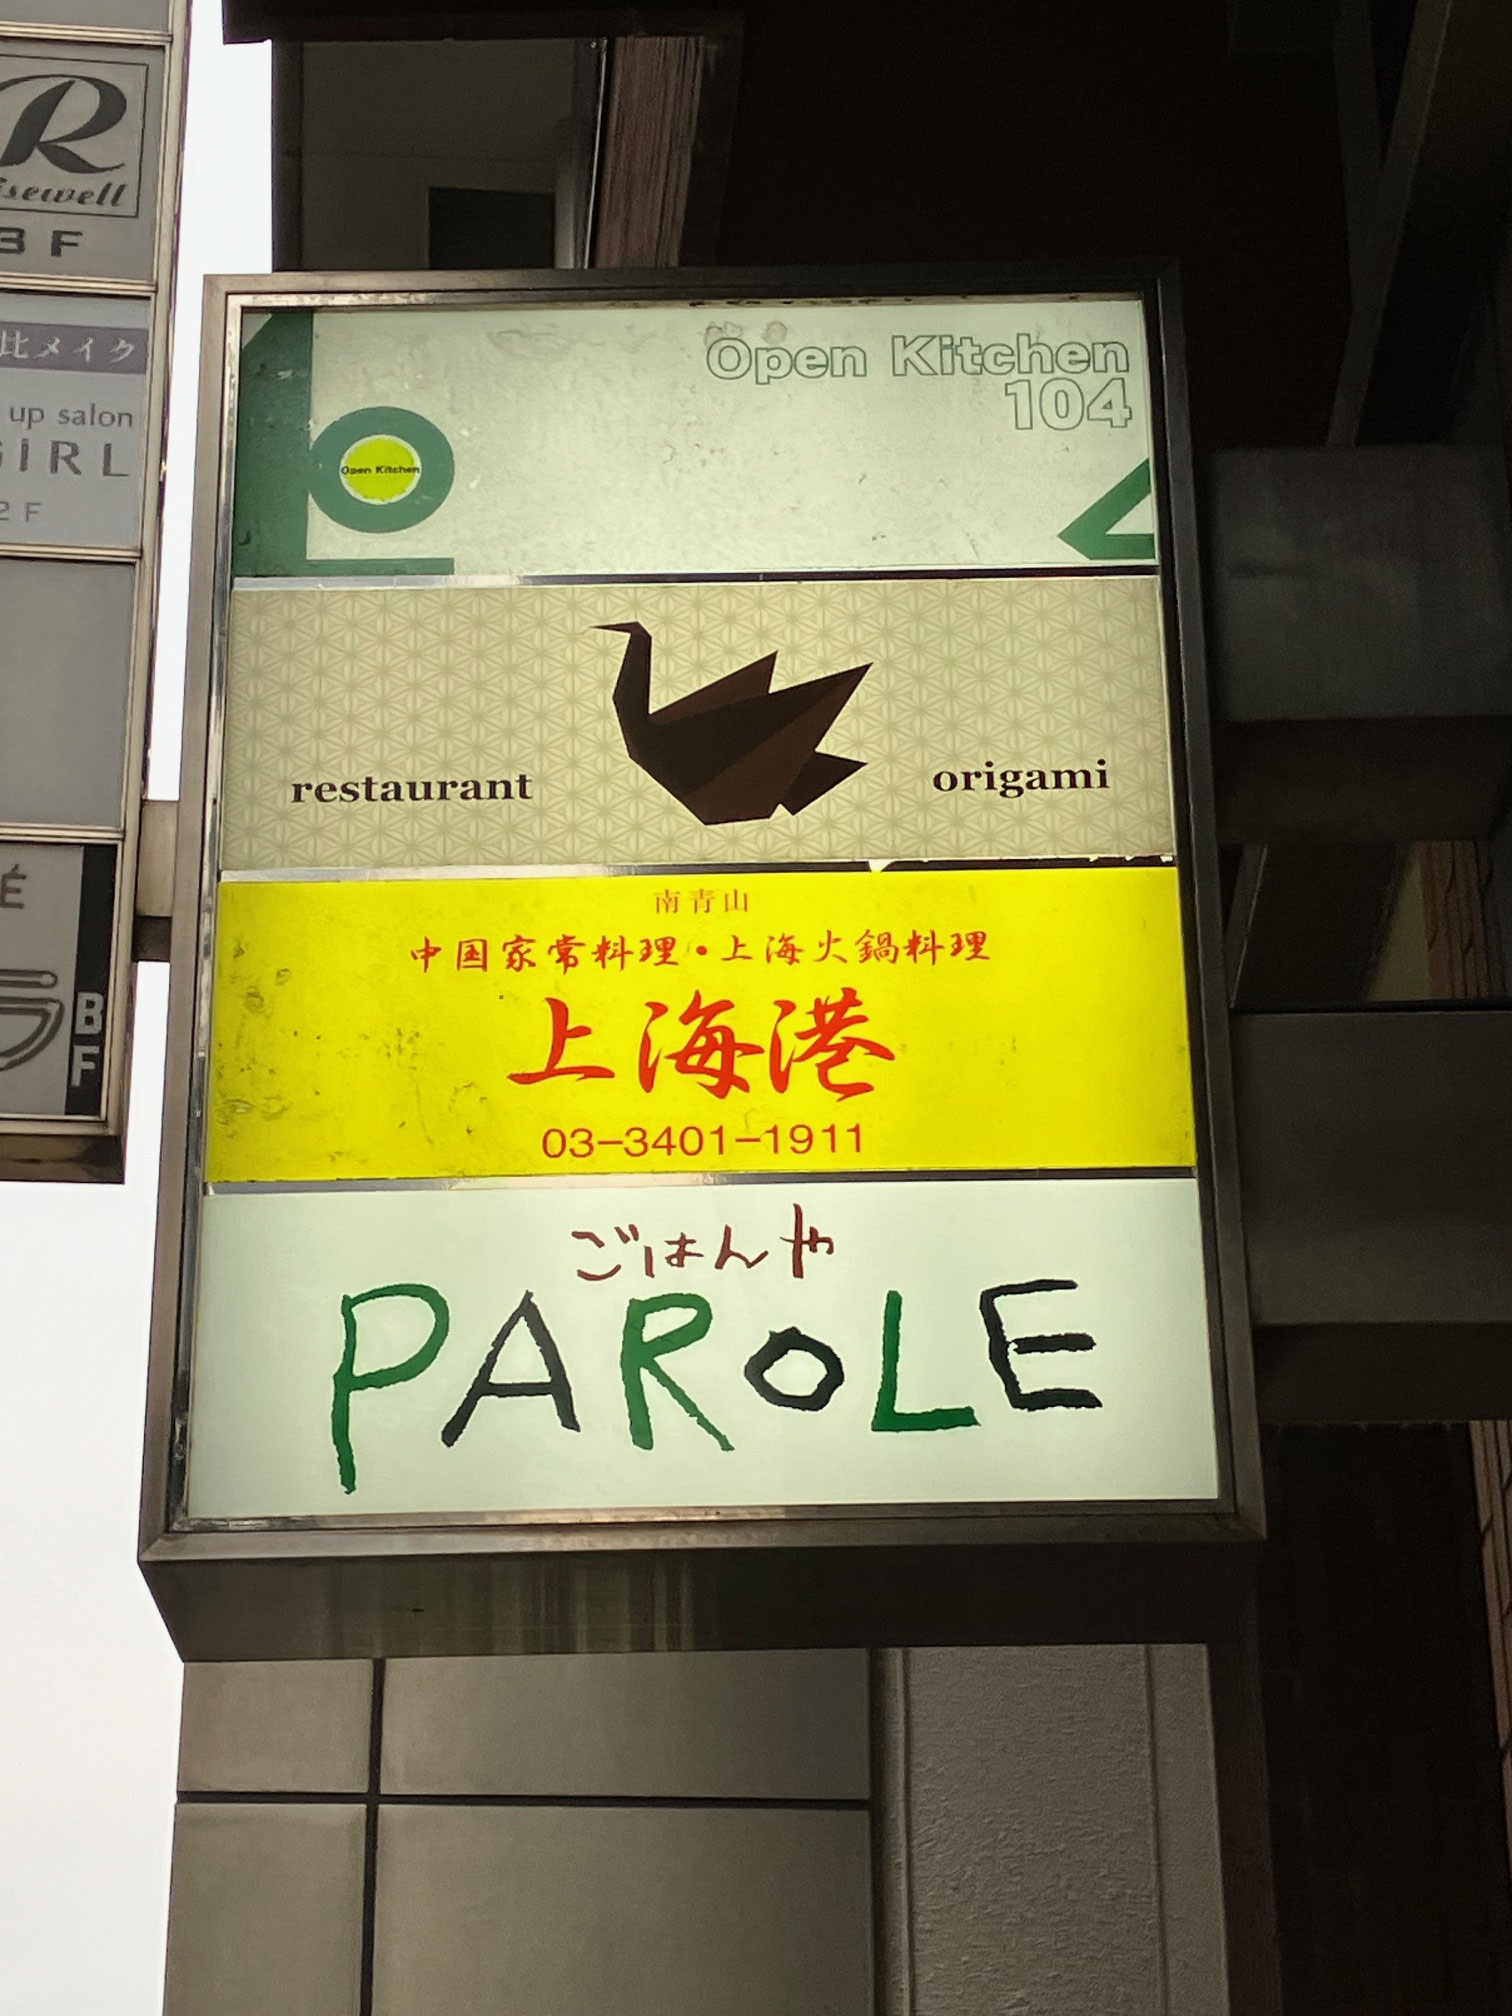 R
isewell
3F
比メイク
up salon
GiRL
2F
É
BF
Open Kitchen
104
Open Kitchen
restaurant
origami
南青山
中国家常料理・上海火鍋料理
上海港
03-3401-1911
ごはんや
PAROLE